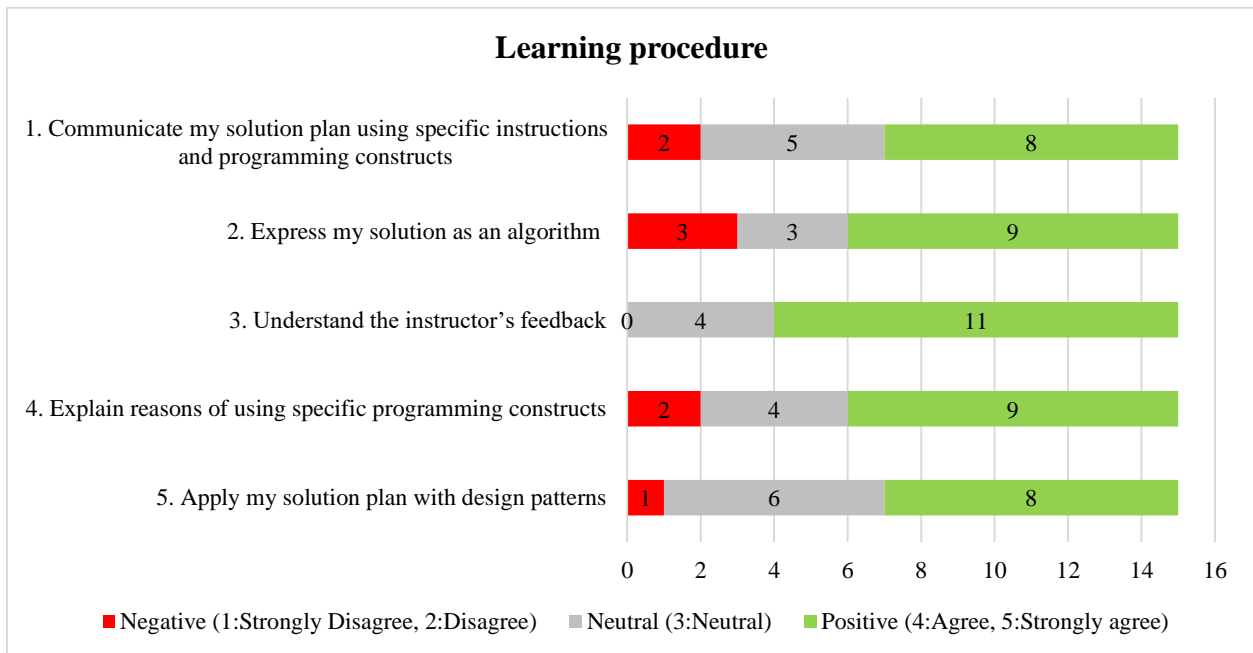 Learning procedure
1. Communicate my solution plan using specific instructions
and programming constructs
2 5 8
2. Express my solution as an algorithm
3 3 9
3. Understand the instructor’s feedback
0 4 11
4. Explain reasons of using specific programming constructs
2 4 9
5. Apply my solution plan with design patterns
1 6 8
0 2 4 6 8 10 12 14 16
Negative (1:Strongly Disagree, 2:Disagree) Neutral (3:Neutral) Positive (4:Agree, 5:Strongly agree)